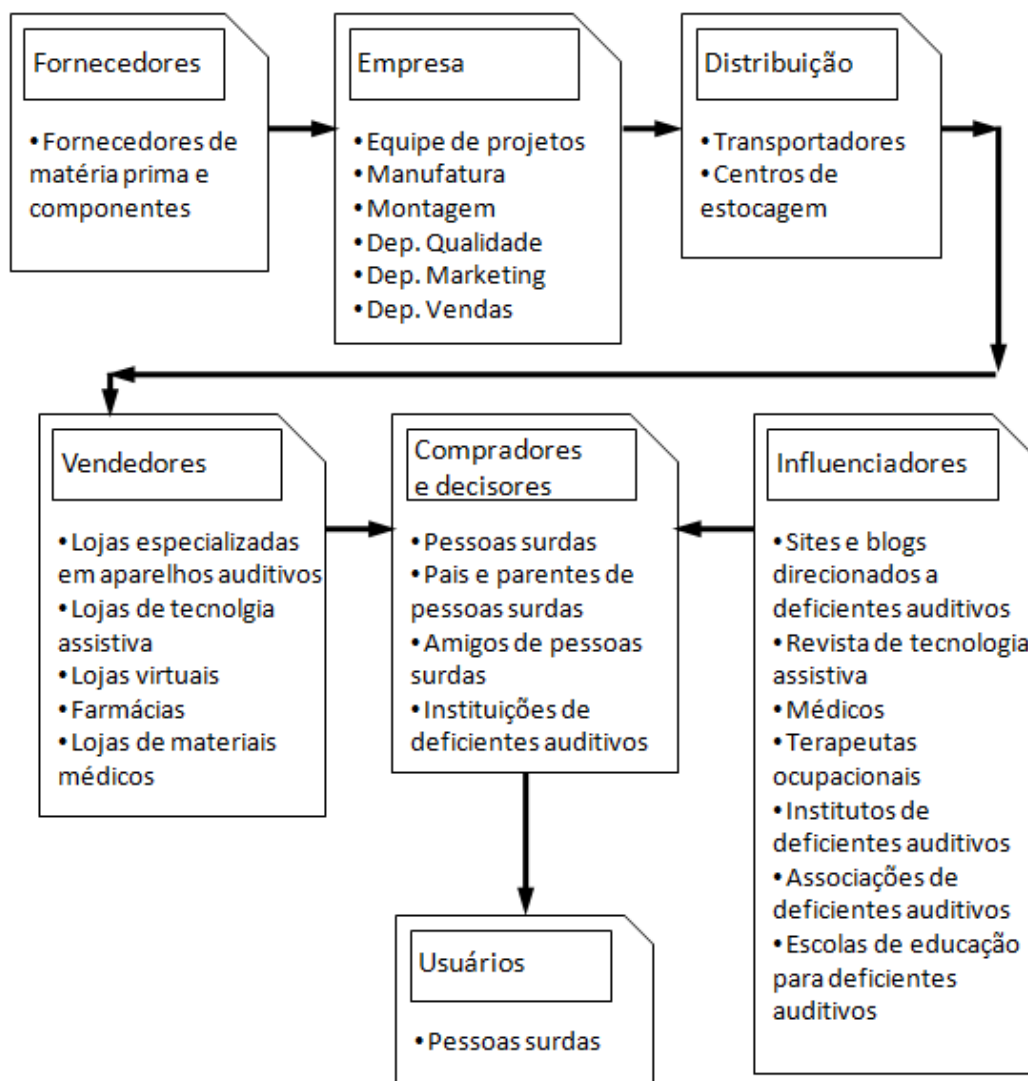 Fornecedores
•Fornecedores de
matéria prima e
componentes
Empresa
•Equipe de projetos
•Manufatura
•Montagem
•Dep. Qualidade
•Dep. Marketing
•Dep. Vendas
Distribuição
•Transportadores
•Centros de
estocagem
Vendedores
•Lojas especializadas
em aparelhos auditivos
•Lojas de tecnolgia
assistiva
•Lojas virtuais
•Farmácias
•Lojas de materiais
médicos
Compradores
e decisores
•Pessoas surdas
•Pais e parentes de
pessoas surdas
•Amigos de pessoas
surdas
•Instituições de
deficientes auditivos
Influenciadores
•Sites e blogs
direcionados a
deficientes auditivos
•Revista de tecnologia
assistiva
•Médicos
•Terapeutas
ocupacionais
•Institutos de
deficientes auditivos
•Associações de
deficientes auditivos
•Escolas de educação
para deficientes
auditivos
Usuários
•Pessoas surdas